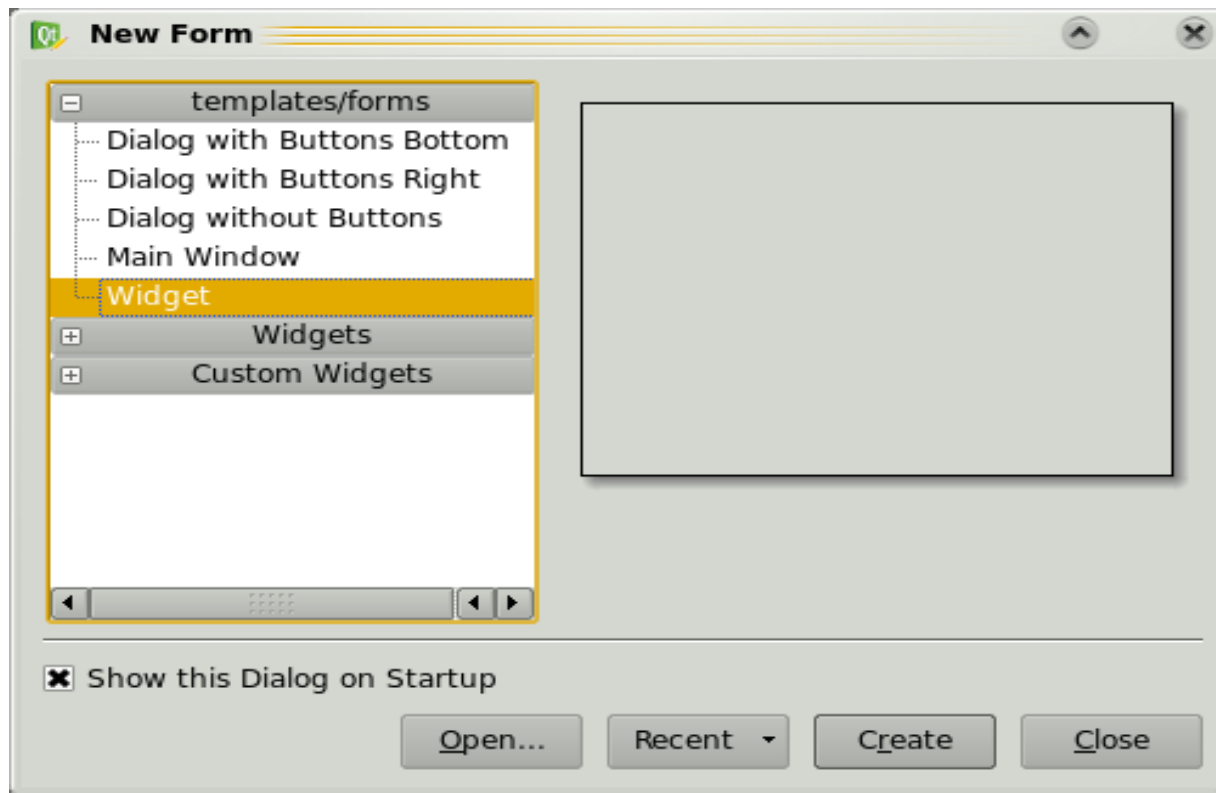 Qt New Form
templates/forms
Dialog with Buttons Bottom
Dialog with Buttons Right
Dialog without Buttons
Main Window
Widget
Widgets
Custom Widgets
Show this Dialog on Startup
Open... Recent Create Close